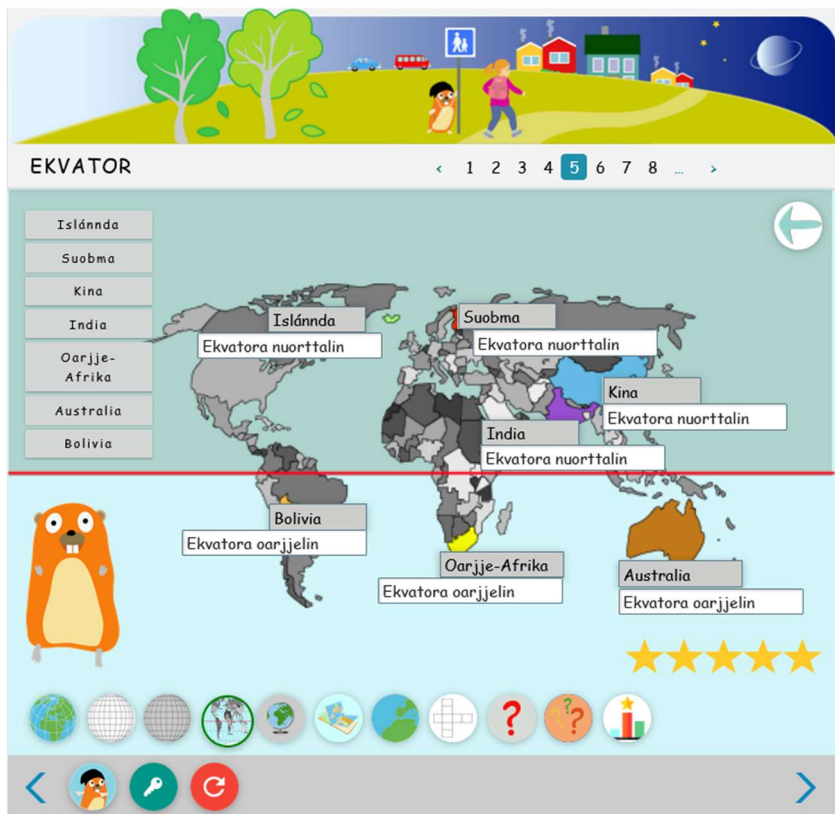 EKVATOR
‹ 1 2 3 4 5 6 7 8 ... ›
Islánnda
Suobma
Kina
India
Oarjje-
Afrika
Australia
Bolivia
Islánnda
Ekvatora nuorttalin
Suobma
Ekvatora nuorttalin
Kina
Ekvatora nuorttalin
India
Ekvatora nuorttalin
Bolivia
Ekvatora oarjjelin
Oarjje-Afrika
Ekvatora oarjjelin
Australia
Ekvatora oarjjelin
?
? ? ?